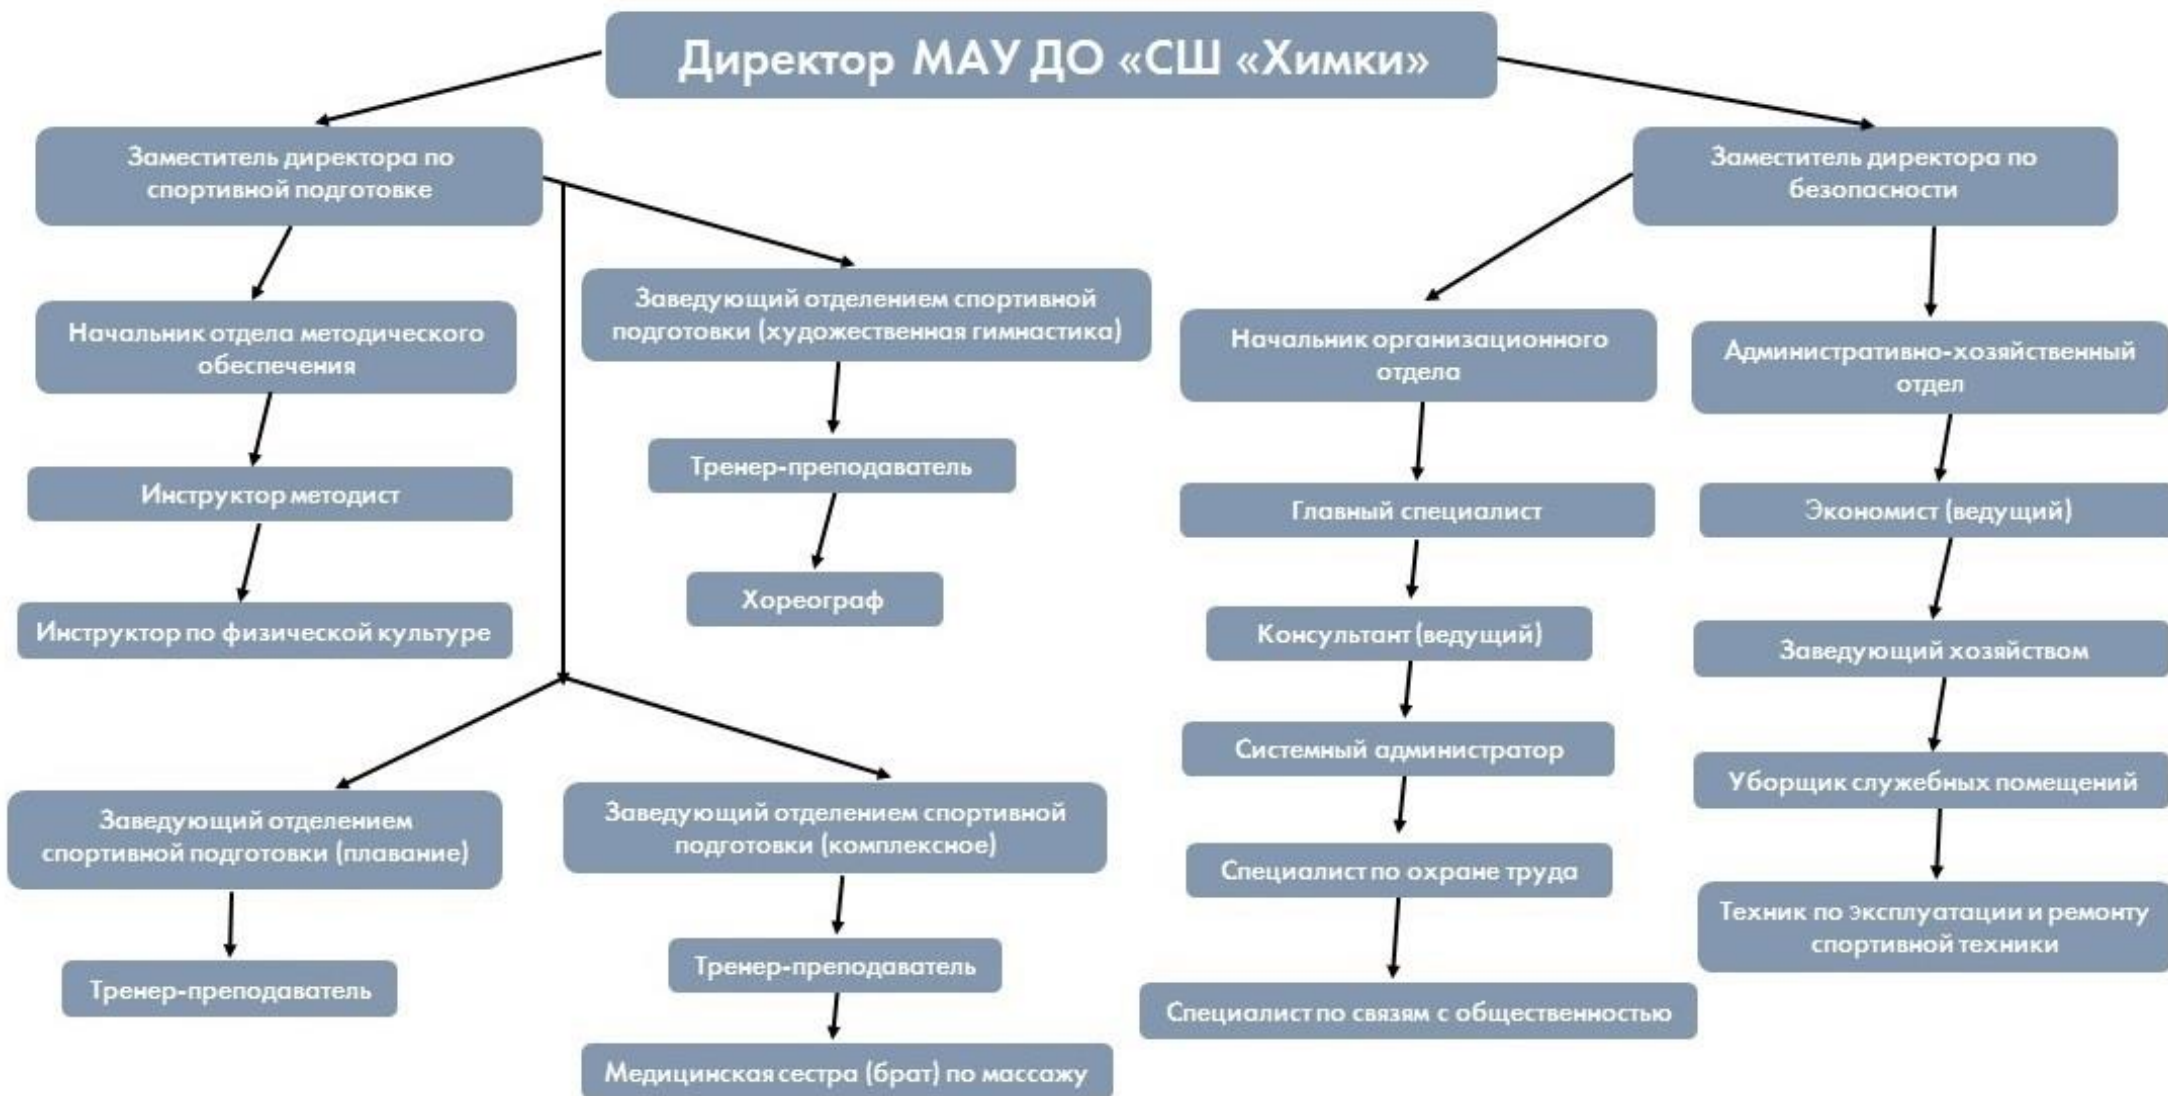 Директор МАУ ДО «СШ «Химки»
Заместитель директора по
спортивной подготовке
Заместитель директора по
безопасности
Начальник отдела методического
обеспечения
Инструктор методист
Инструктор по физической культуре
Заведующий отделением спортивной
подготовки (художественная гимнастика)
Тренер-преподаватель
Хореограф
Заведующий отделением
спортивной подготовки (плавание)
Тренер-преподаватель
Заведующий отделением спортивной
подготовки (комплексное)
Тренер-преподаватель
Медицинская сестра (брат) по массажу
Начальник организационного
отдела
Главный специалист
Консультант (ведущий)
Системный администратор
Специалист по охране труда
Специалист по связям с общественностью
Административно-хозяйственный
отдел
Экономист (ведущий)
Заведующий хозяйством
Уборщик служебных помещений
Техник по эксплуатации и ремонту
спортивной техники